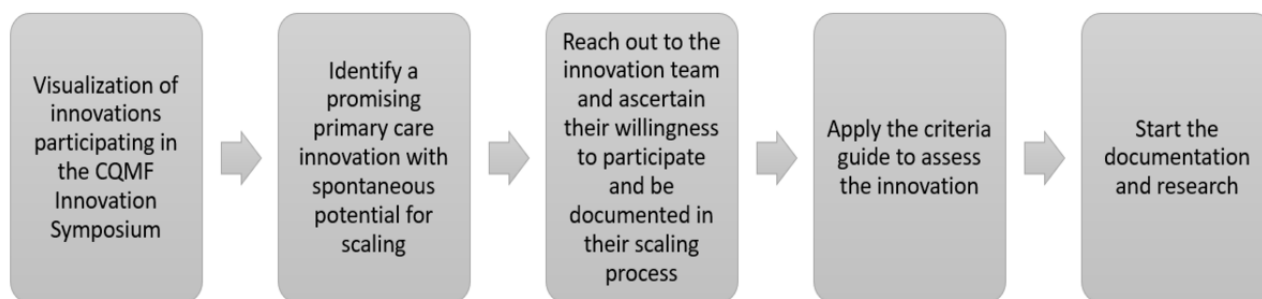 Visualization of
innovations
participating in
the CQMF
Innovation
Symposium
Identify a
promising
primary care
innovation with
spontaneous
potential for
scaling
Reach out to the
innovation team
and ascertain
their willingness
to participate
and be
documented in
their scaling
process
Apply the criteria
guide to assess
the innovation
Start the
documentation
and research